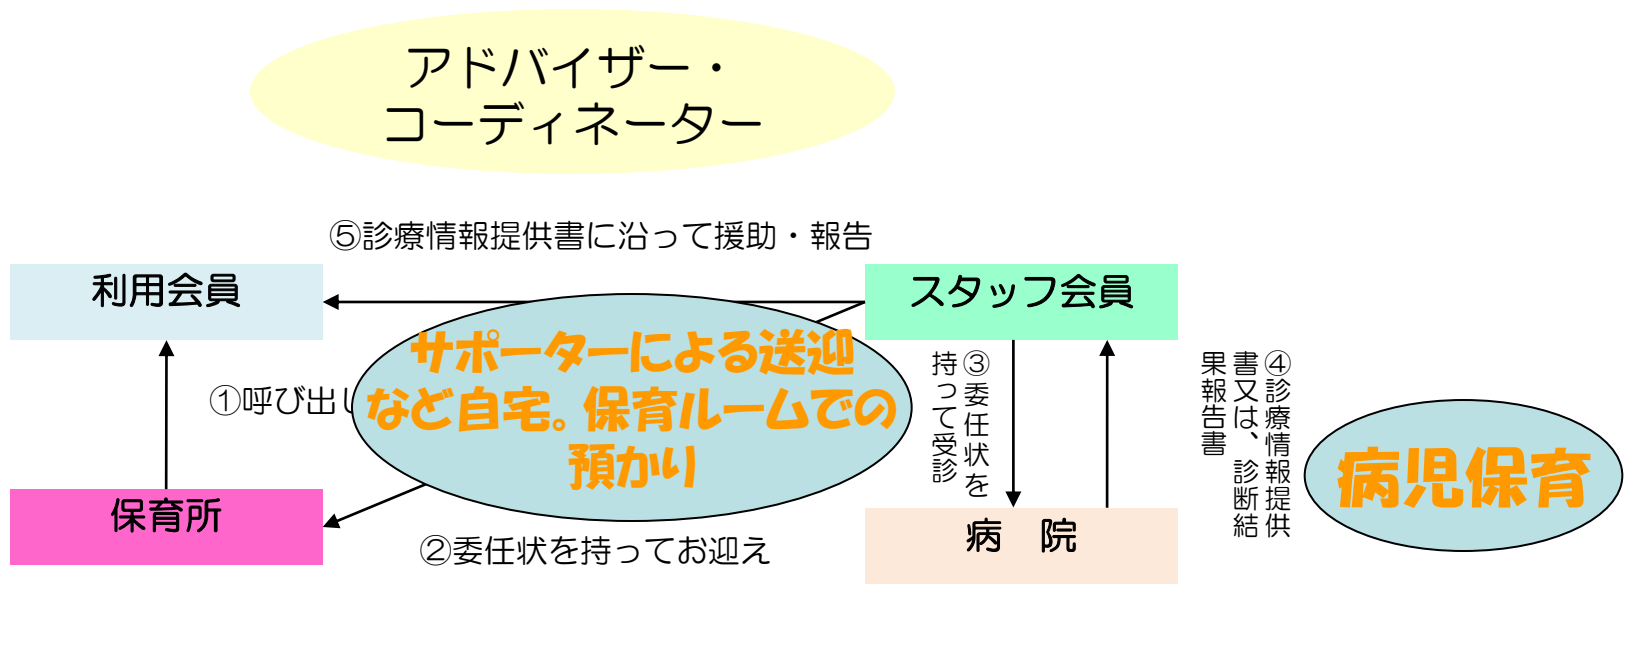 アドバイザー・
コーディネーター
⑤診療情報提供書に沿って援助・報告
利用会員
スタッフ会員
サポーターによる送迎
など自宅。保育ルームでの
預かり
①呼び出し
③委任状を
持って受診
④診療情報提供
書又は、診断結
果報告書
病児保育
保育所
②委任状を持ってお迎え
病　院